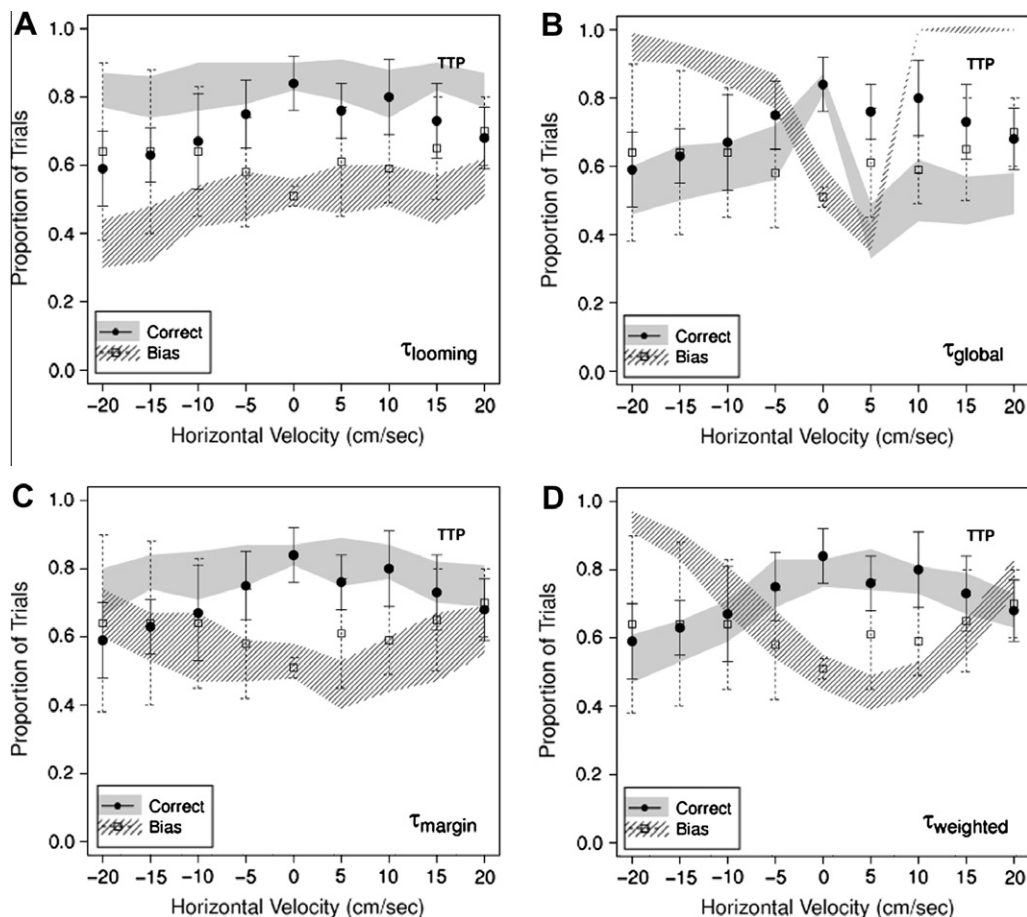 A
1.0
0.8
0.6
0.4
0.2
0.0
Proportion of Trials
TTP
Correct
Bias
τlooming
−20 −15 −10 −5 0 5 10 15 20
Horizontal Velocity (cm/sec)
B
1.0
0.8
0.6
0.4
0.2
0.0
Proportion of Trials
TTP
Correct
Bias
τglobal
−20 −15 −10 −5 0 5 10 15 20
Horizontal Velocity (cm/sec)
C
1.0
0.8
0.6
0.4
0.2
0.0
Proportion of Trials
TTP
Correct
Bias
τmargin
−20 −15 −10 −5 0 5 10 15 20
Horizontal Velocity (cm/sec)
D
1.0
0.8
0.6
0.4
0.2
0.0
Proportion of Trials
TTP
Correct
Bias
τweighted
−20 −15 −10 −5 0 5 10 15 20
Horizontal Velocity (cm/sec)